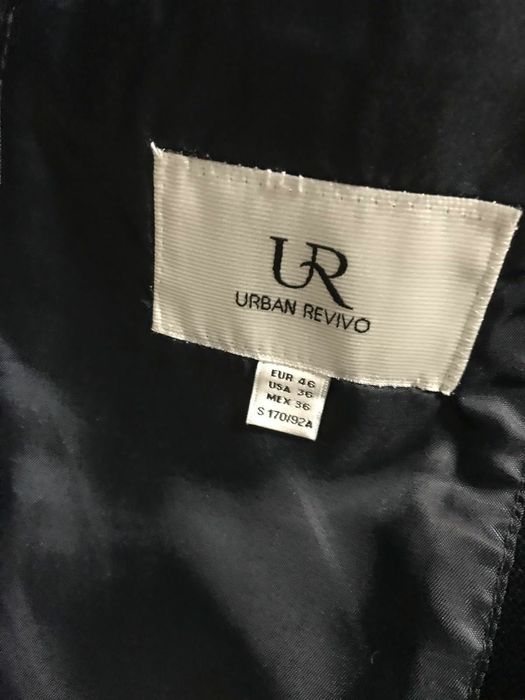 UR
URBAN REVIVO
EUR 46
USA 36
MEX 36
S 170/92A